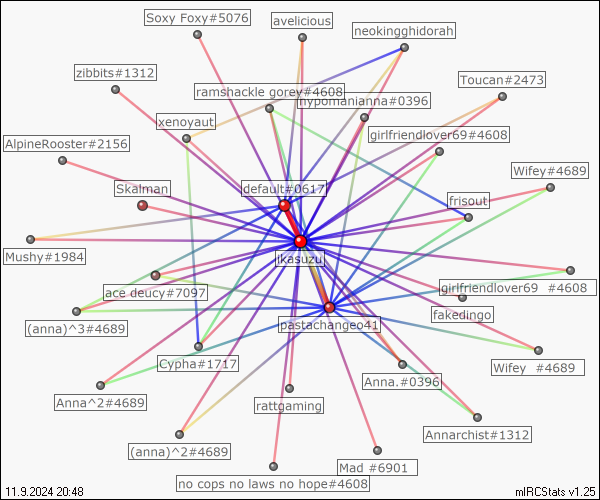 Soxy Foxy#5076
avelicious
neokingghidorah
zibbits#1312
Toucan#2473
ramshackle gorey#4608
hypomanianna#0396
xenoyaut
girlfriendlover69#4608
AlpineRooster#2156
Wifey#4689
Skalman
default#0617
frisout
Mushy#1984
ikasuzu
ace deucy#7097
girlfriendlover69 #4608
fakedingo
(anna)^3#4689
pastachangeo41
Cypha#1717
Wifey #4689
Anna.#0396
Anna^2#4689
rattgaming
Annarchist#1312
(anna)^2#4689
Mad #6901
no cops no laws no hope#4608
11.9.2024 20:48
mIRCStats v1.25